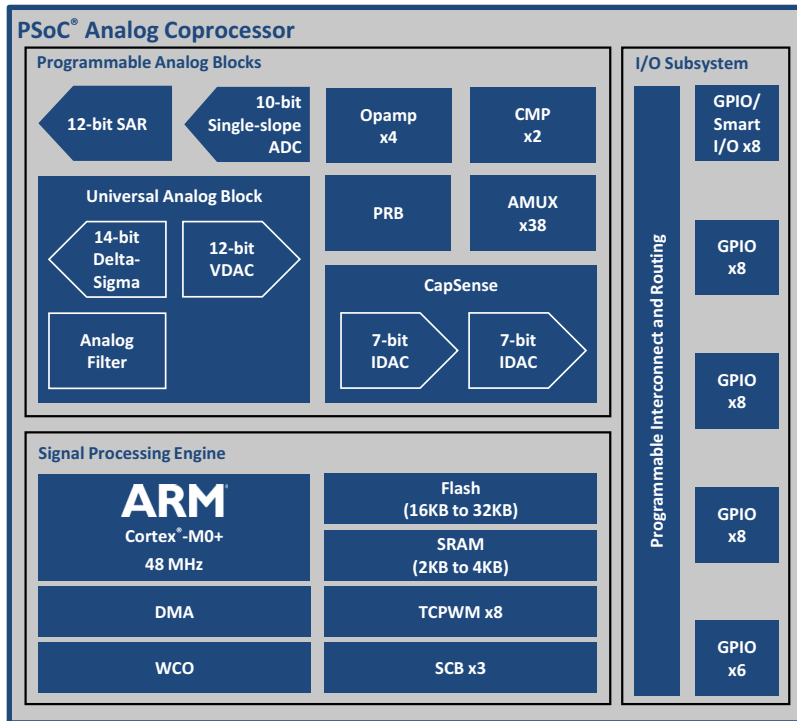 PSoC® Analog Coprocessor
Programmable Analog Blocks
12-bit SAR
10-bit
Single-slope
ADC
Opamp
x4
CMP
x2
Universal Analog Block
14-bit
Delta-
Sigma
12-bit
VDAC
Analog
Filter
PRB
AMUX
x38
CapSense
7-bit
IDAC
7-bit
IDAC
Signal Processing Engine
ARM®
Cortex®-M0+
48 MHz
Flash
(16KB to 32KB)
SRAM
(2KB to 4KB)
DMA
TCPWM x8
WCO
SCB x3
I/O Subsystem
Programmable Interconnect and Routing
GPIO/
Smart
I/O x8
GPIO
x8
GPIO
x8
GPIO
x8
GPIO
x6